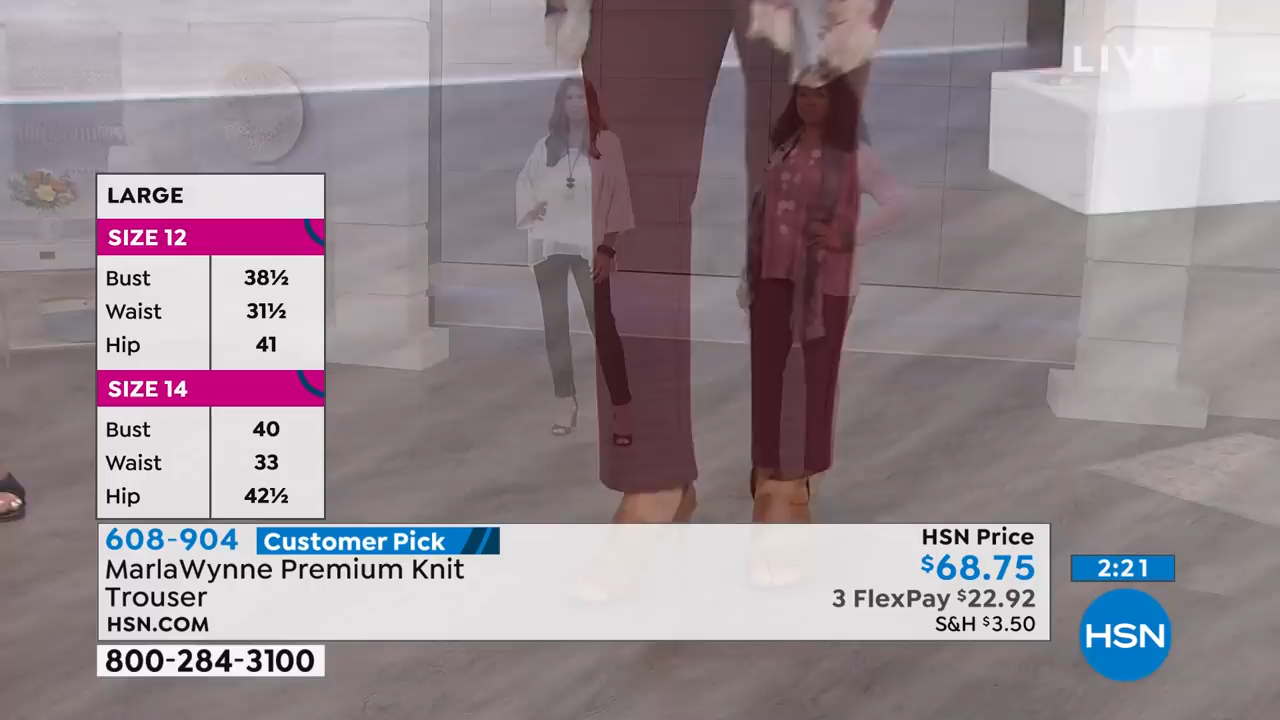 LIVE
LARGE
SIZE 12
Bust 38½
Waist 31½
Hip 41
SIZE 14
Bust 40
Waist 33
Hip 42½
608-904 Customer Pick
MarlaWynne Premium Knit
Trouser
HSN.COM
HSN Price
$68.75
3 FlexPay $22.92
S&H $3.50
2:21
HSN
800-284-3100